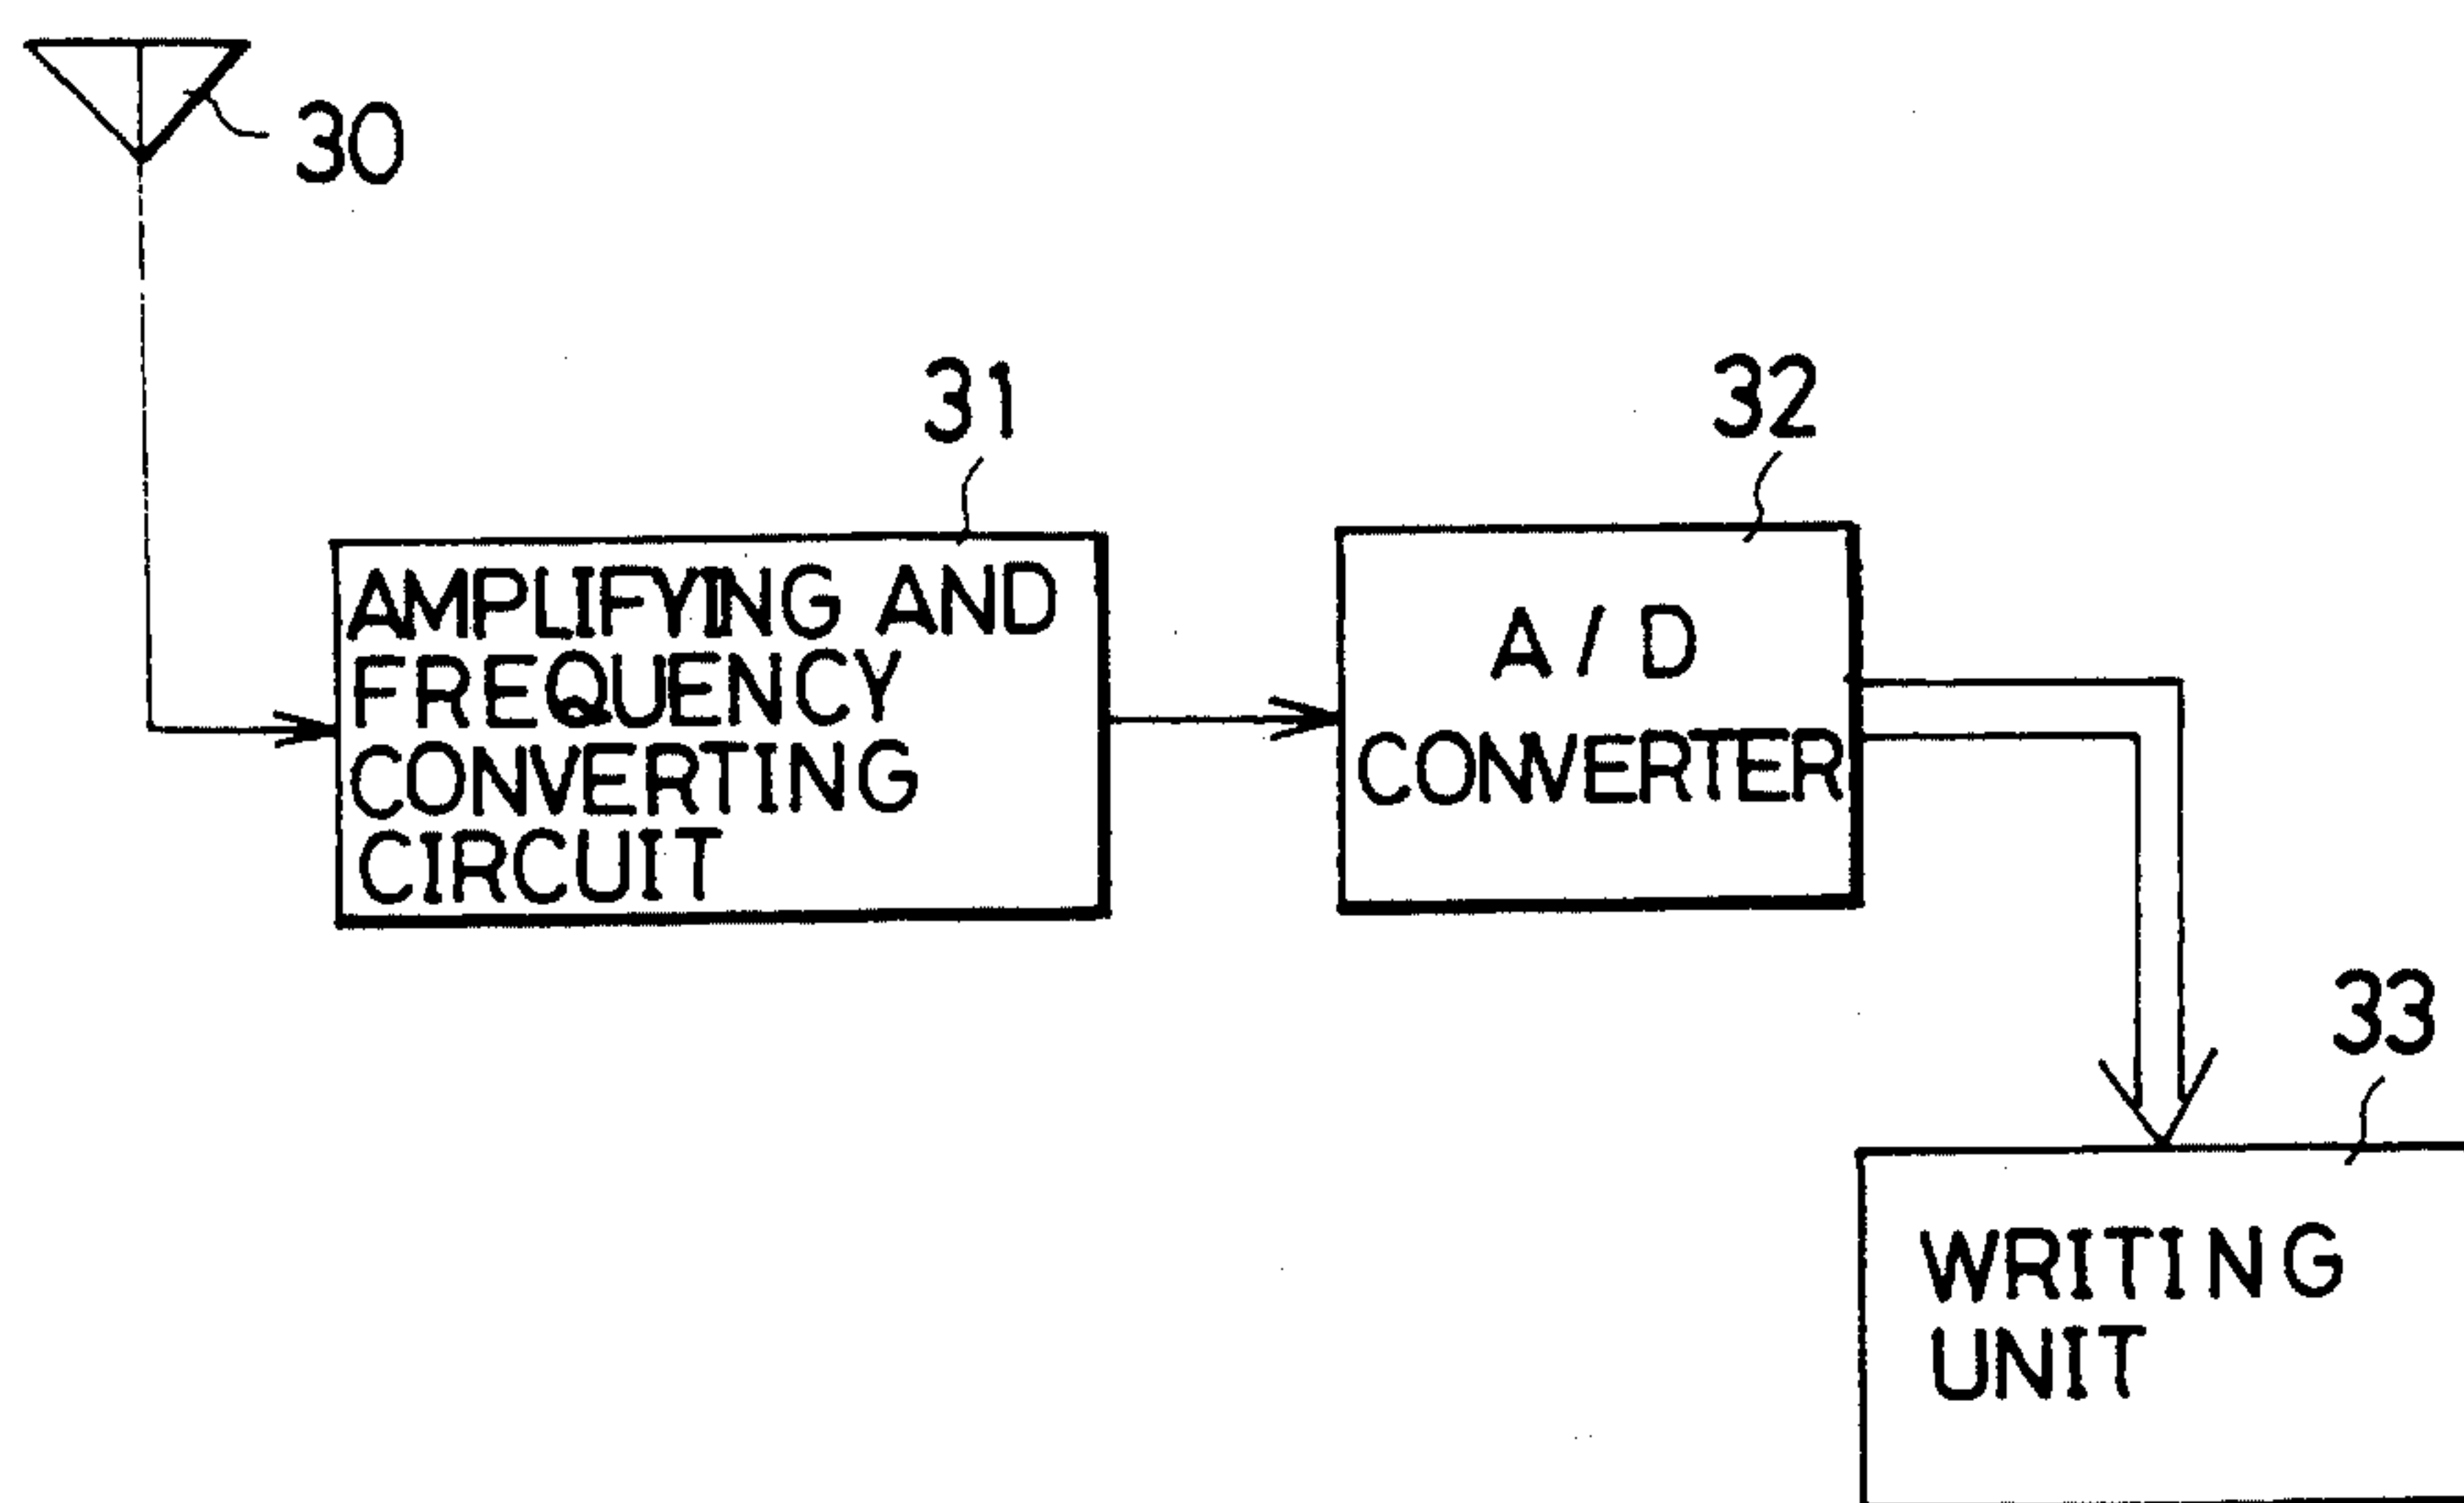 30
31
AMPLIFYING AND
FREQUENCY
CONVERTING
CIRCUIT
32
A/D
CONVERTER
33
WRITING
UNIT